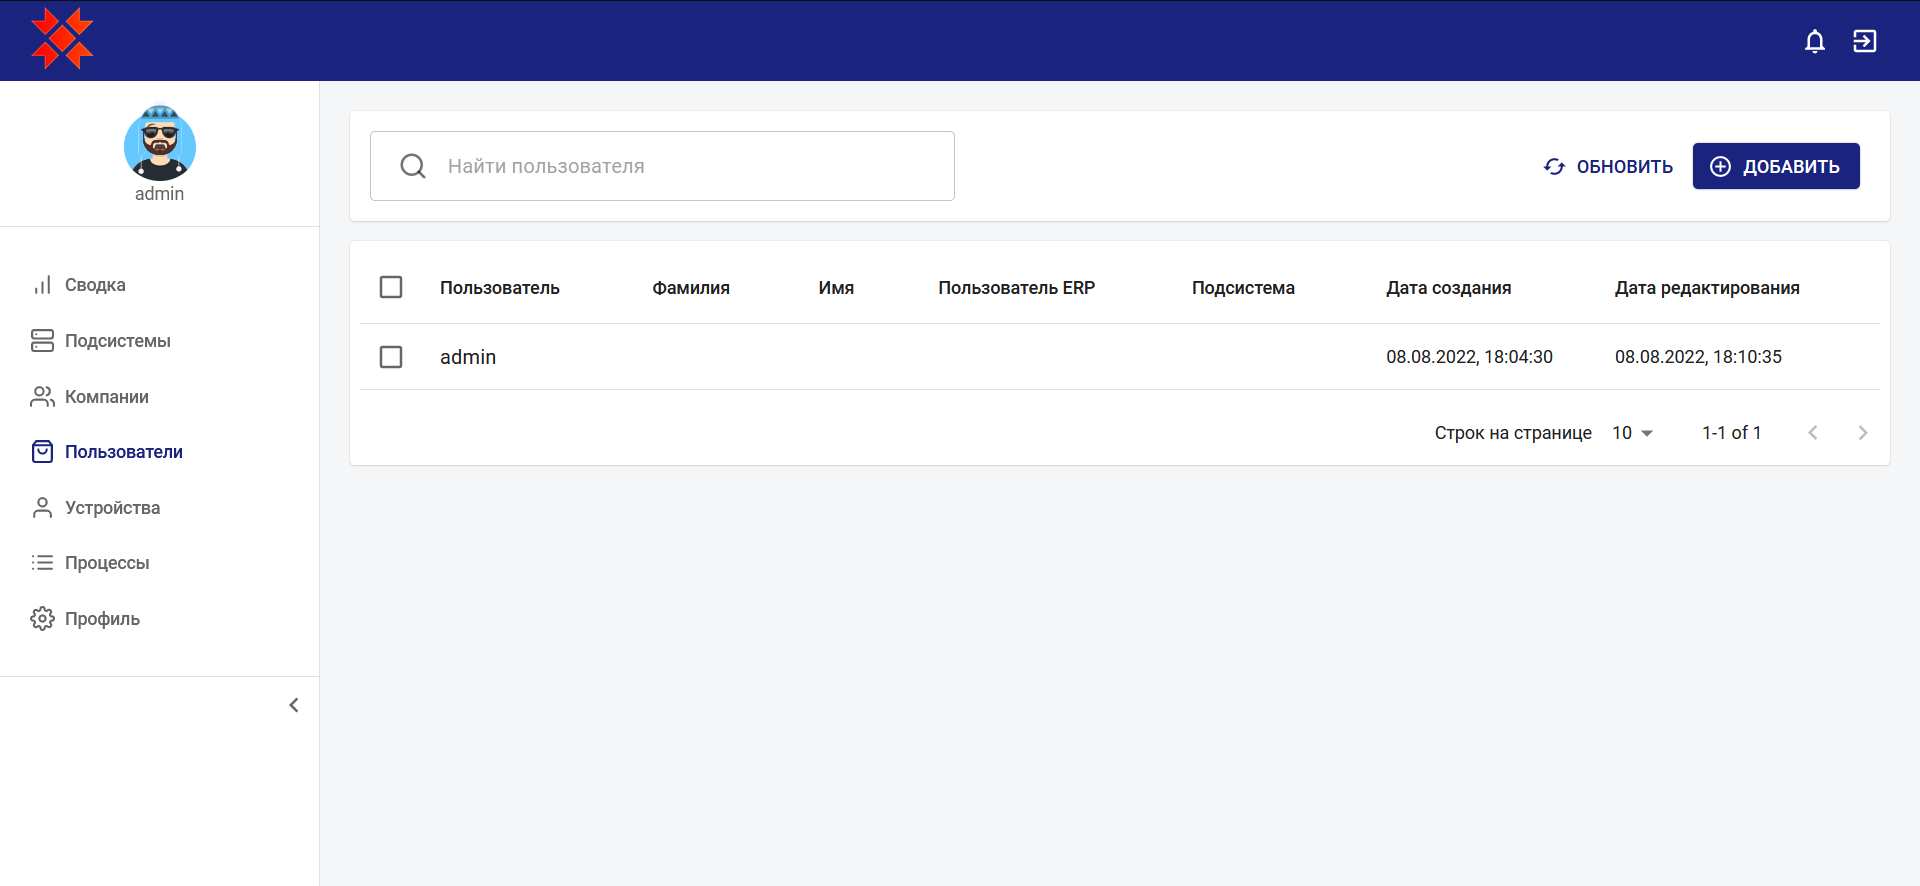 admin
Сводка
Подсистемы
Компании
Пользователи
Устройства
Процессы
Профиль
Найти пользователя
ОБНОВИТЬ
ДОБАВИТЬ
Пользователь Фамилия Имя Пользователь ERP Подсистема Дата создания Дата редактирования
admin 08.08.2022, 18:04:30 08.08.2022, 18:10:35
Строк на странице 10 1-1 of 1